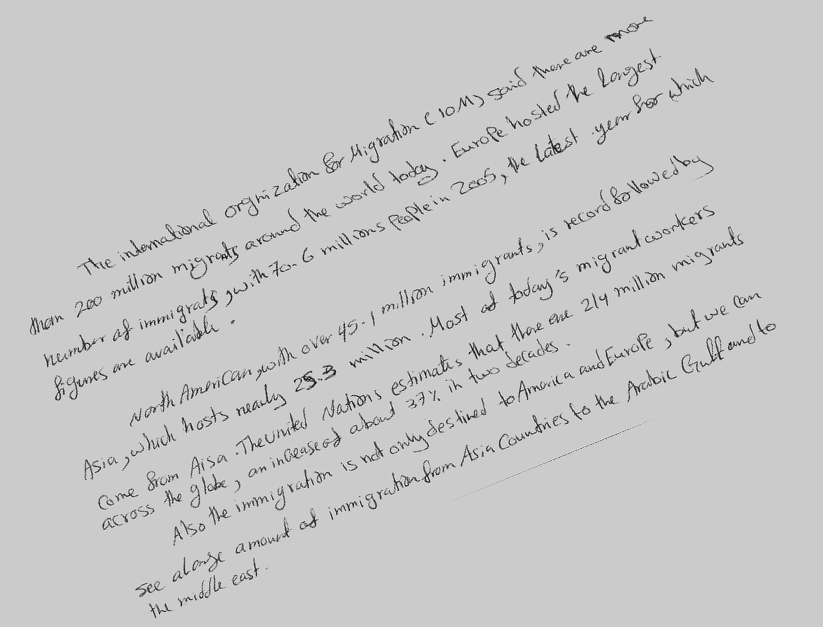 The international orgnization for Migration (IOM) said there are more
than 200 million migrants around the world today. Europe hosted the largest
number of immigrats, with 70.6 millions people in 2005, the latest year for which
figures are available.
North American, with over 45.1 million immigrants, is record followed by
Asia, which hosts nearly 25.3 million. Most of today's migrant workers
come from Aisa. The United Nations estimates that there are 214 million migrants
across the globe, an increase of about 37% in two decades.
Also the immigration is not only destined to America and Europe, but we can
see a large amount of immigration from Asia Countries to the Arabic Gulf and to
the middle east.